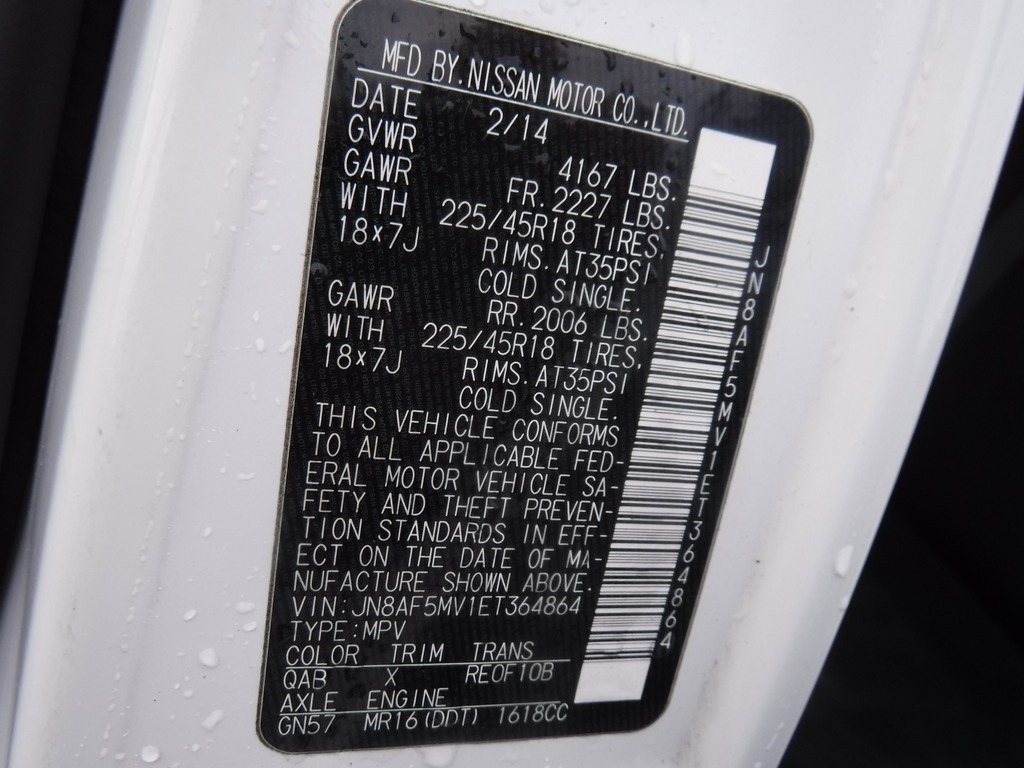 MFD BY.NISSAN MOTOR CO.,LTD.
DATE 2/14
GVWR 4167 LBS.
GAWR FR. 2227 LBS.
WITH 225/45R18 TIRES,
18×7J RIMS. AT35PSI
COLD SINGLE.
GAWR RR. 2006 LBS.
WITH 225/45R18 TIRES,
18×7J RIMS. AT35PSI
COLD SINGLE.
THIS VEHICLE CONFORMS
TO ALL APPLICABLE FED-
ERAL MOTOR VEHICLE SA-
FETY AND THEFT PREVEN-
TION STANDARDS IN EFF-
ECT ON THE DATE OF MA-
NUFACTURE SHOWN ABOVE.
VIN:JN8AF5MV1ET364864
TYPE:MPV
COLOR TRIM TRANS
QAB X RE0F10B
AXLE ENGINE
GN57 MR16(DDT) 1618CC
JN8AF5MV1ET364864